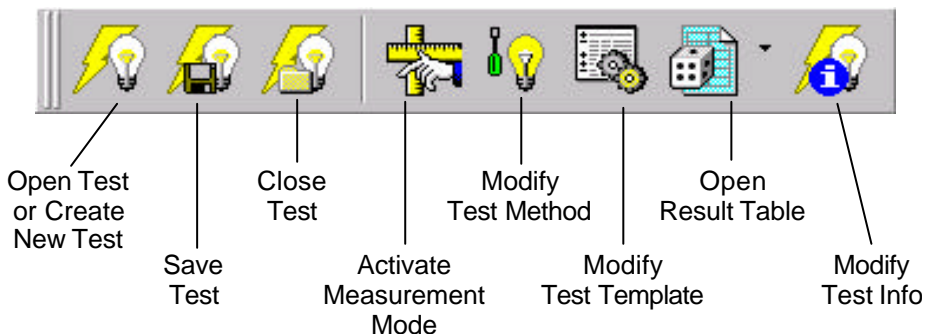 Open Test
or Create
New Test
Save
Test
Close
Test
Activate
Measurement
Mode
Modify
Test Method
Modify
Test Template
Open
Result Table
Modify
Test Info